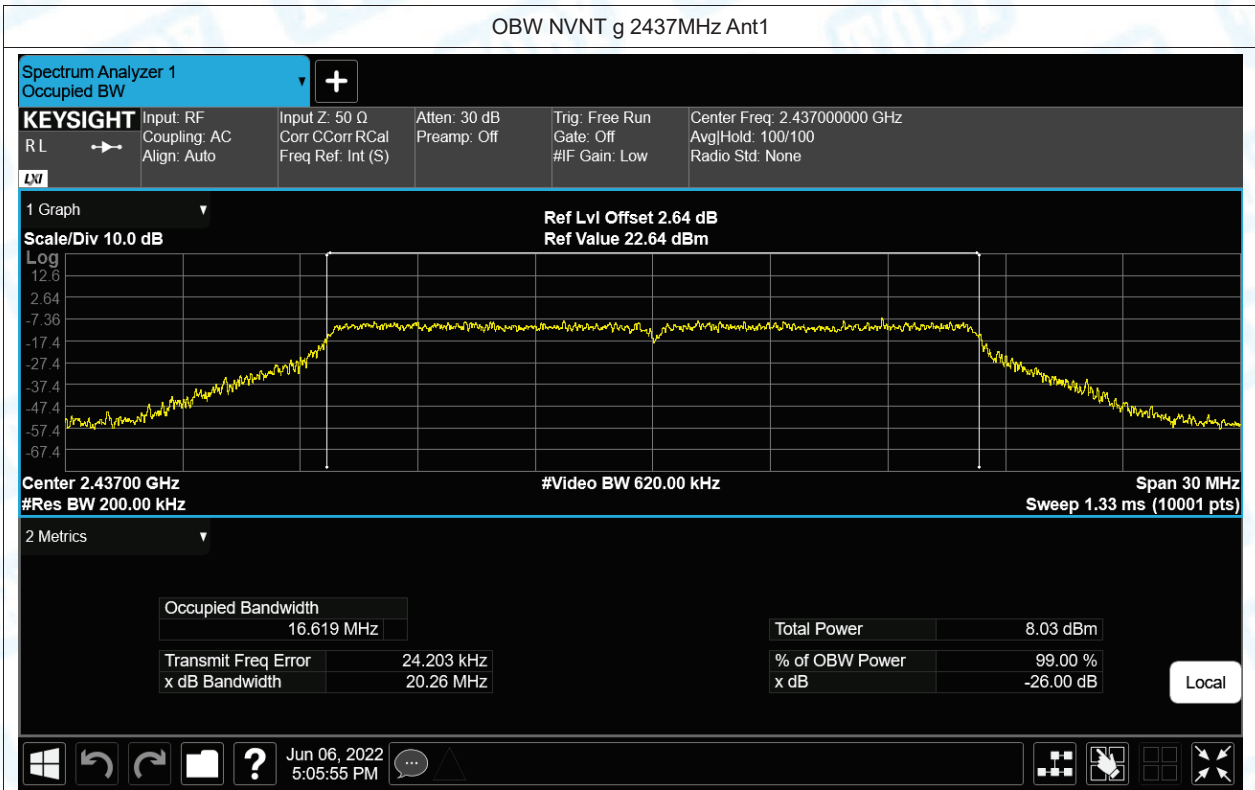 OBW NVNT g 2437MHz Ant1
Spectrum Analyzer 1
Occupied BW
KEYSIGHT
R L
LXI
Input: RF
Coupling: AC
Align: Auto
Input Z: 50 Ω
Corr CCorr RCal
Freq Ref: Int (S)
Atten: 30 dB
Preamp: Off
Trig: Free Run
Gate: Off
#IF Gain: Low
Center Freq: 2.437000000 GHz
Avg|Hold: 100/100
Radio Std: None
1 Graph
Scale/Div 10.0 dB
Ref Lvl Offset 2.64 dB
Ref Value 22.64 dBm
Log
12.6
2.64
-7.36
-17.4
-27.4
-37.4
-47.4
-57.4
-67.4
Center 2.43700 GHz
#Res BW 200.00 kHz
#Video BW 620.00 kHz
Span 30 MHz
Sweep 1.33 ms (10001 pts)
2 Metrics
Occupied Bandwidth
16.619 MHz
Transmit Freq Error 24.203 kHz
x dB Bandwidth 20.26 MHz
Total Power 8.03 dBm
% of OBW Power 99.00 %
x dB -26.00 dB
Local
?
Jun 06, 2022
5:05:55 PM